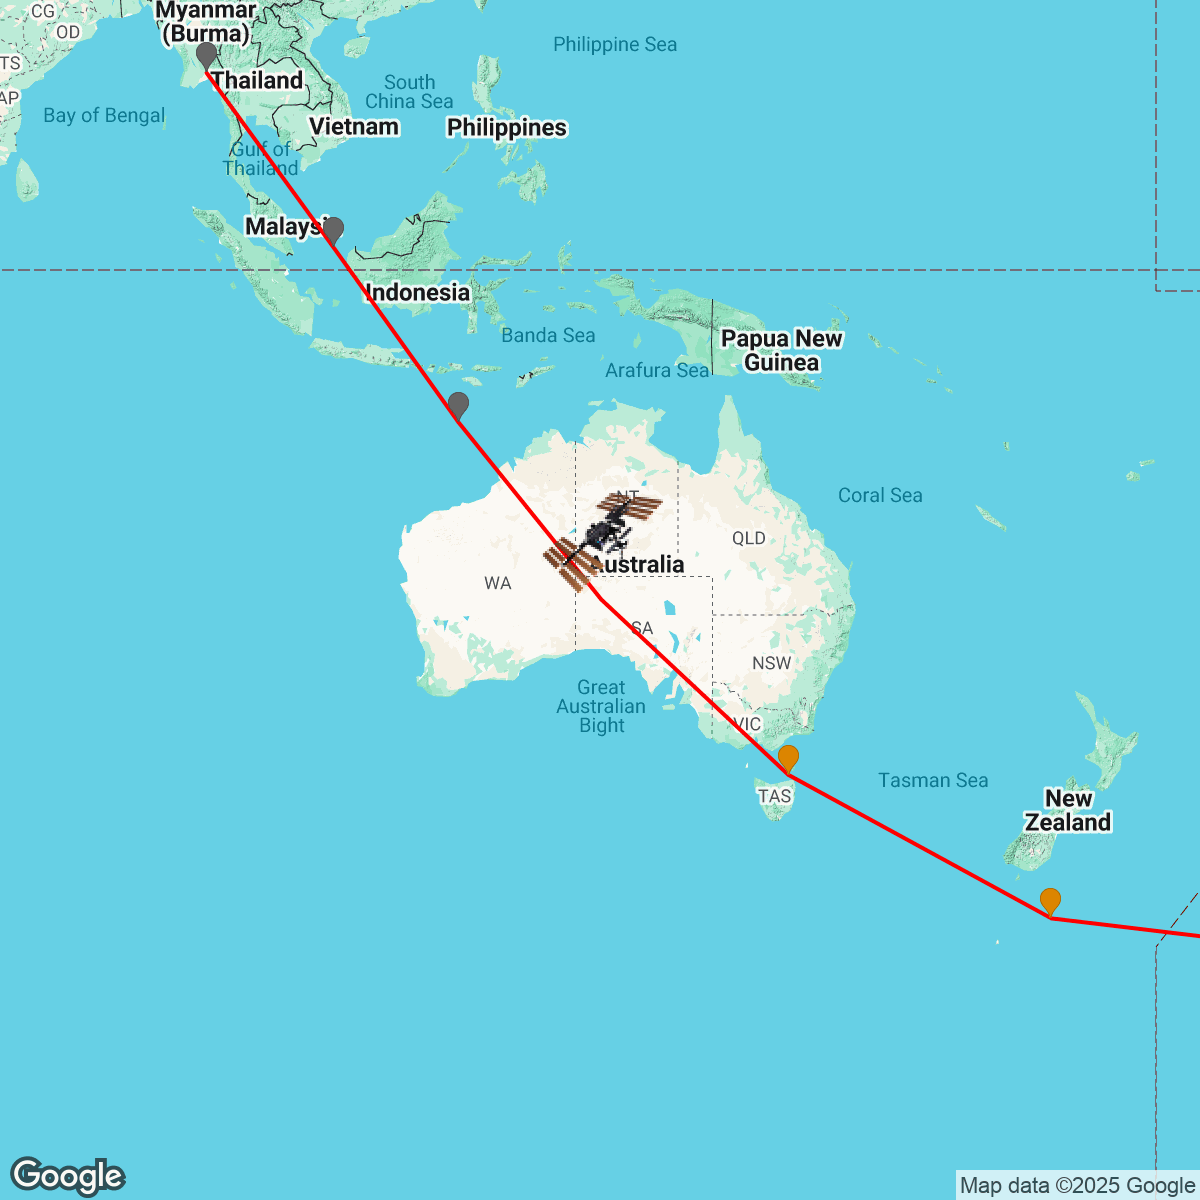 CG
Myanmar
(Burma)
OD
Philippine Sea
TS
Thailand
South
China Sea
AP
Bay of Bengal
Vietnam
Philippines
Gulf of
Thailand
Malaysi
Indonesia
Banda Sea
Papua New
Guinea
Arafura Sea
NT
Coral Sea
QLD
Australia
WA
SA
NSW
Great
Australian
Bight
VIC
Tasman Sea
TAS
New
Zealand
Google
Map data ©2025 Google